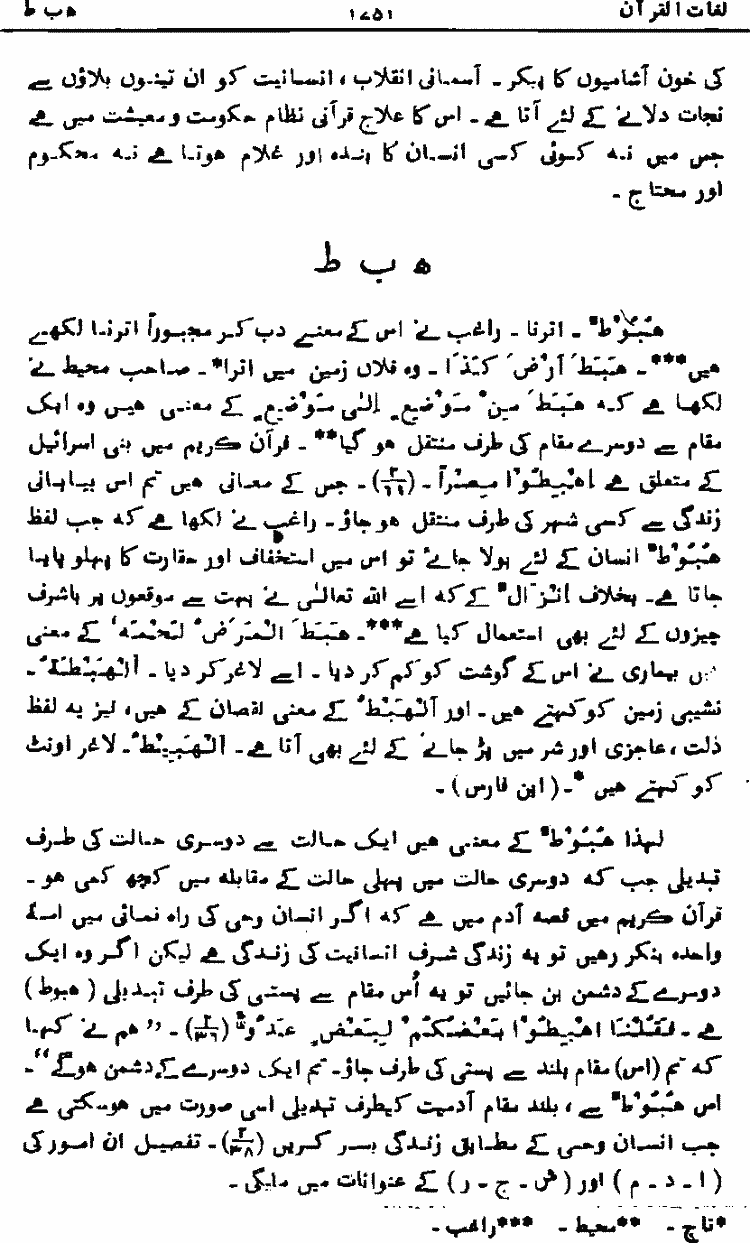 لغات القرآن ۱۷۵۱ ھ ب ط
کی خون آشامیوں کا پیکر ۔ آسمانی انقلاب ، انسانیت کو ان تینوں بلاؤں سے
نجات دلانے کے لئے آتا ہے ۔ اس کا علاج قرآنی نظام حکومت و معیشت میں ہے
جس میں نہ کوئی کسی انسان کا بندہ اور غلام ہوتا ہے نہ محکوم
اور محتاج ۔
ھ ب ط
ھُبُوْطٌ ۔ اترنا ۔ راغب نے اس کے معنے دب کر مجبوراً اترنا لکھے
ہیں*** ۔ ھَبَطَ اَرْضَ کَذَا ۔ وہ فلاں زمین میں اترا* ۔ صاحب محیط نے
لکھا ہے کہ ھَبَطَ مِنْ مَوْضِعٍ اِلٰی مَوْضِعٍ کے معنی ہیں وہ ایک
مقام سے دوسرے مقام کی طرف منتقل ہو گیا** ۔ قرآن کریم میں بنی اسرائیل
کے متعلق ہے اِھْبِطُوْا مِصْراً ۔ (۲/۶۱) ۔ جس کے معانی ہیں تم اس بیابانی
زندگی سے کسی شہر کی طرف منتقل ہو جاؤ ۔ راغب نے لکھا ہے کہ جب لفظ
ھُبُوْطٌ انسان کے لئے بولا جائے تو اس میں استخفاف اور حقارت کا پہلو پایا
جاتا ہے ۔ بخلاف اِنْزَالٌ کے کہ اسے اللہ تعالٰی نے بہت سے موقعوں پر باشرف
چیزوں کے لئے بھی استعمال کیا ہے*** ۔ ھَبَطَ الْمَرَضُ لَحْمَہٗ کے معنی
ہیں بیماری نے اس کے گوشت کو کم کر دیا ۔ اسے لاغر کر دیا ۔ اَلْھَبْطَۃُ ۔
نشیبی زمین کو کہتے ہیں ۔ اور اَلْھَبْطُ کے معنی نقصان کے ہیں ، نیز یہ لفظ
ذلت ، عاجزی اور شر میں پڑ جانے کے لئے بھی آتا ہے ۔ اَلْھَبِیْطُ ۔ لاغر اونٹ
کو کہتے ہیں * ۔ (ابن فارس) ۔
لہذا ھُبُوْطٌ کے معنی ہیں ایک حالت سے دوسری حالت کی طرف
تبدیلی جب کہ دوسری حالت میں پہلی حالت کے مقابلہ میں کچھ کمی ہو ۔
قرآن کریم میں قصہ آدم میں ہے کہ اگر انسان وحی کی راہ نمائی میں امۃ
واحدہ بنکر رہیں تو یہ زندگی شرف انسانیت کی زندگی ہے لیکن اگر وہ ایک
دوسرے کے دشمن بن جائیں تو یہ اُس مقام سے پستی کی طرف تبدیلی (ھبوط)
ہے ۔ فَقُلْنَا اھْبِطُوْا بَعْضُکُمْ لِبَعْضٍ عَدُوٌّ (۲/۳۶) ۔ ”ہم نے کہا
کہ تم (اس) مقام بلند سے پستی کی طرف جاؤ ۔ تم ایک دوسرے کے دشمن ہوگے“ ۔
اس ھُبُوْطٌ سے ، بلند مقام آدمیت کیطرف تبدیلی اسی صورت میں ہوسکتی ہے
جب انسان وحی کے مطابق زندگی بسر کریں (۲/۳۸) ۔ تفصیل ان امور کی
(ا ۔ د ۔ م) اور (ش ۔ ج ۔ ر) کے عنوانات میں ملیگی ۔
*تاج ۔ **محیط ۔ ***راغب ۔